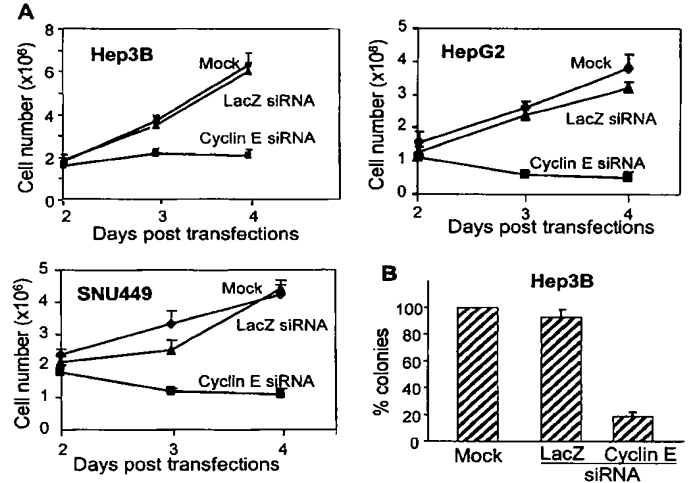 A
Hep3B
Cell number (x10⁶)
8
6
4
2
0
Mock
LacZ siRNA
Cyclin E siRNA
2 3 4
Days post transfections
HepG2
Cell number (x10⁶)
5
4
3
2
1
0
Mock
LacZ siRNA
Cyclin E siRNA
2 3 4
Days post transfections
SNU449
Cell number (x10⁶)
5
4
3
2
1
0
Mock
LacZ siRNA
Cyclin E siRNA
2 3 4
Days post transfections
B
Hep3B
% colonies
100
80
60
40
20
0
Mock LacZ Cyclin E
siRNA